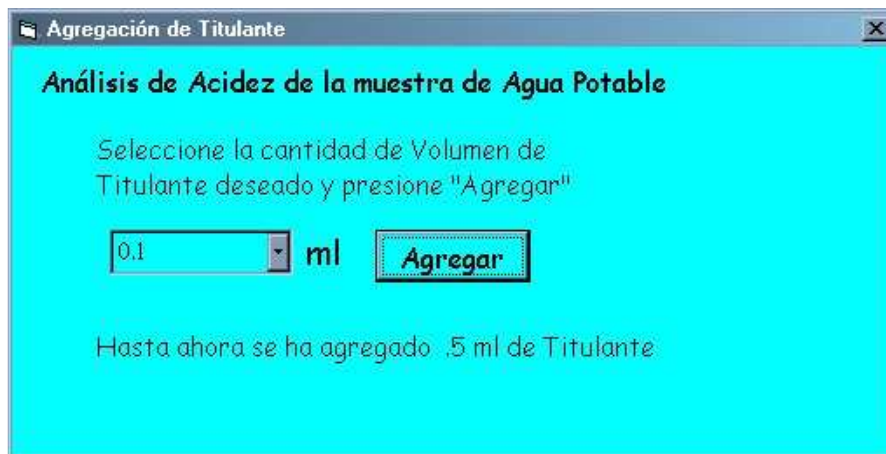 Agregación de Titulante
Análisis de Acidez de la muestra de Agua Potable
Seleccione la cantidad de Volumen de
Titulante deseado y presione "Agregar"
0.1 ml Agregar
Hasta ahora se ha agregado .5 ml de Titulante